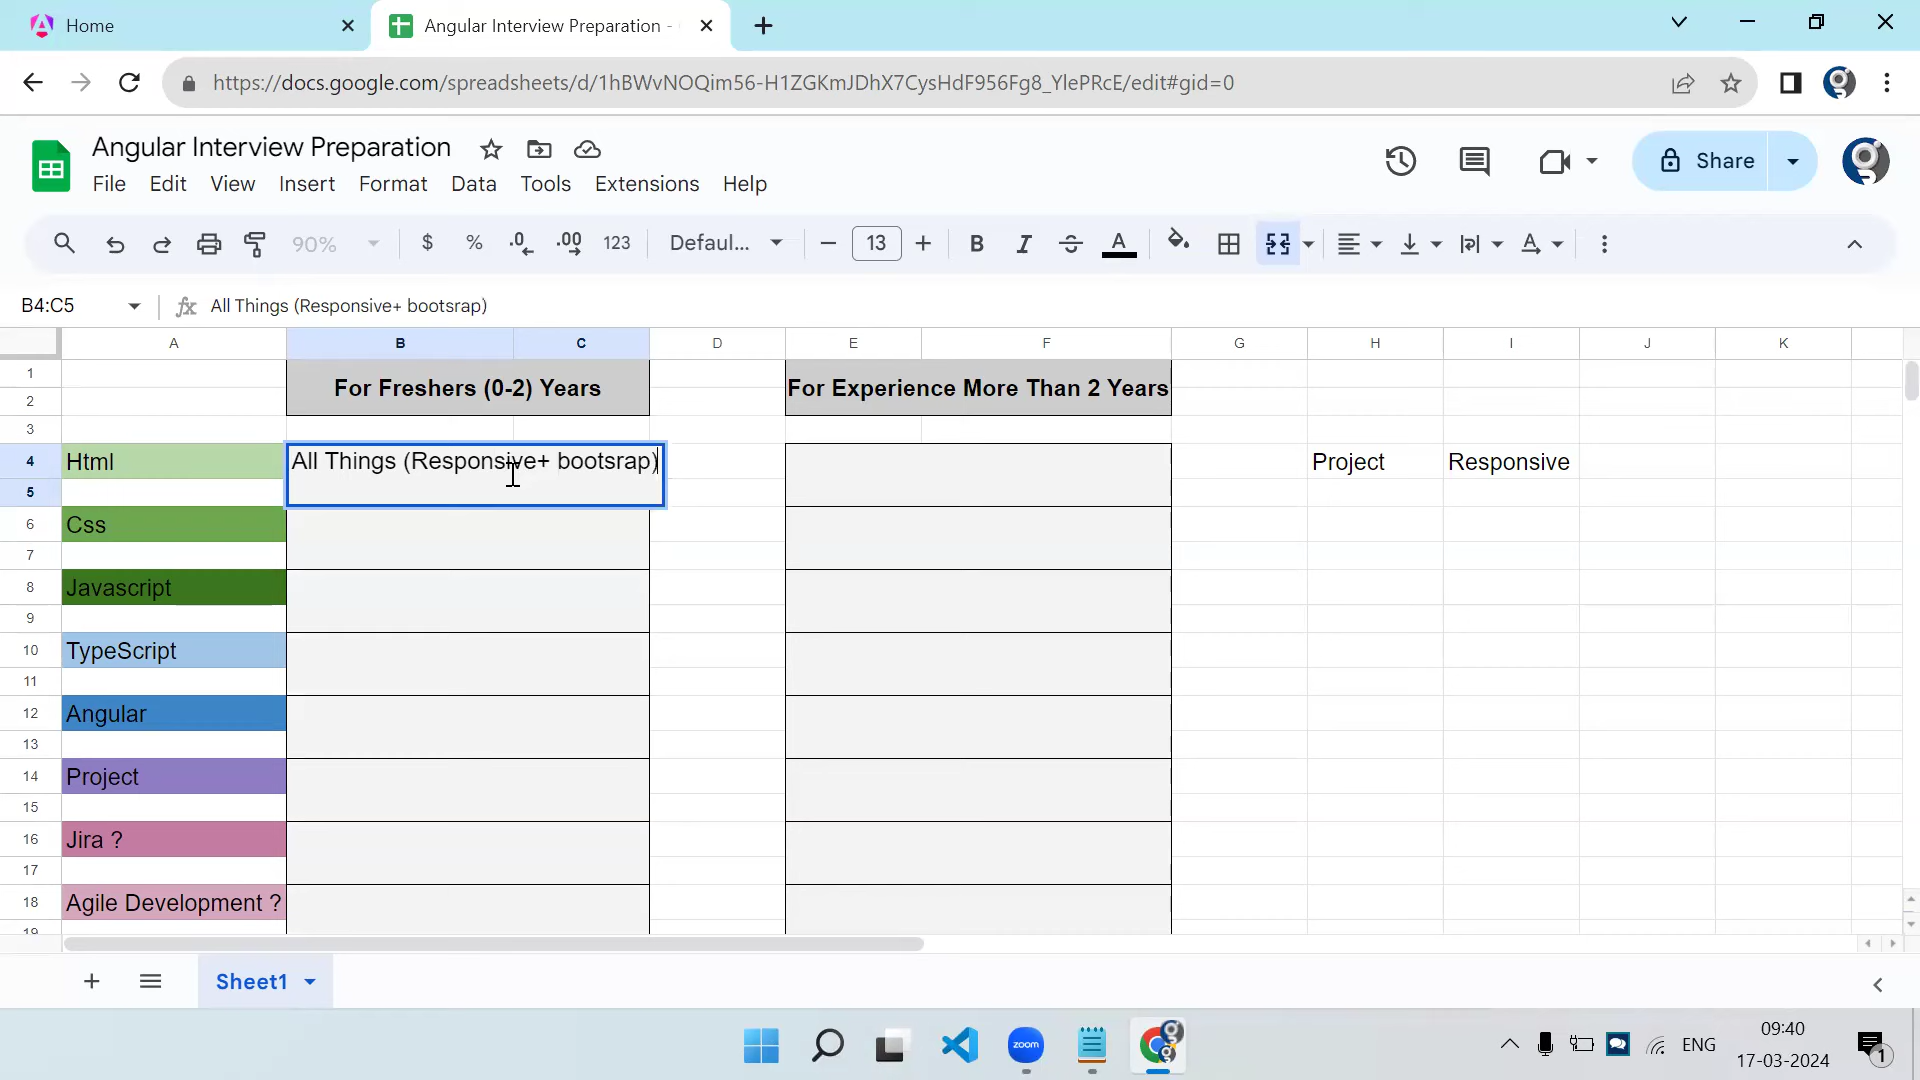 Home
Angular Interview Preparation -
https://docs.google.com/spreadsheets/d/1hBWvNOQim56-H1ZGKmJDhX7CysHdF956Fg8_YlePRcE/edit#gid=0
Angular Interview Preparation
File Edit View Insert Format Data Tools Extensions Help
Share
90% $ % .0 .00 123 Defaul... 13 B I A A
B4:C5 fx All Things (Responsive+ bootsrap)
A B C D E F G H I J K
1 For Freshers (0-2) Years For Experience More Than 2 Years
2
3
4 Html All Things (Responsive+ bootsrap) Project Responsive
5
6 Css
7
8 Javascript
9
10 TypeScript
11
12 Angular
13
14 Project
15
16 Jira ?
17
18 Agile Development ?
19
Sheet1
zoom
ENG
09:40
17-03-2024
1